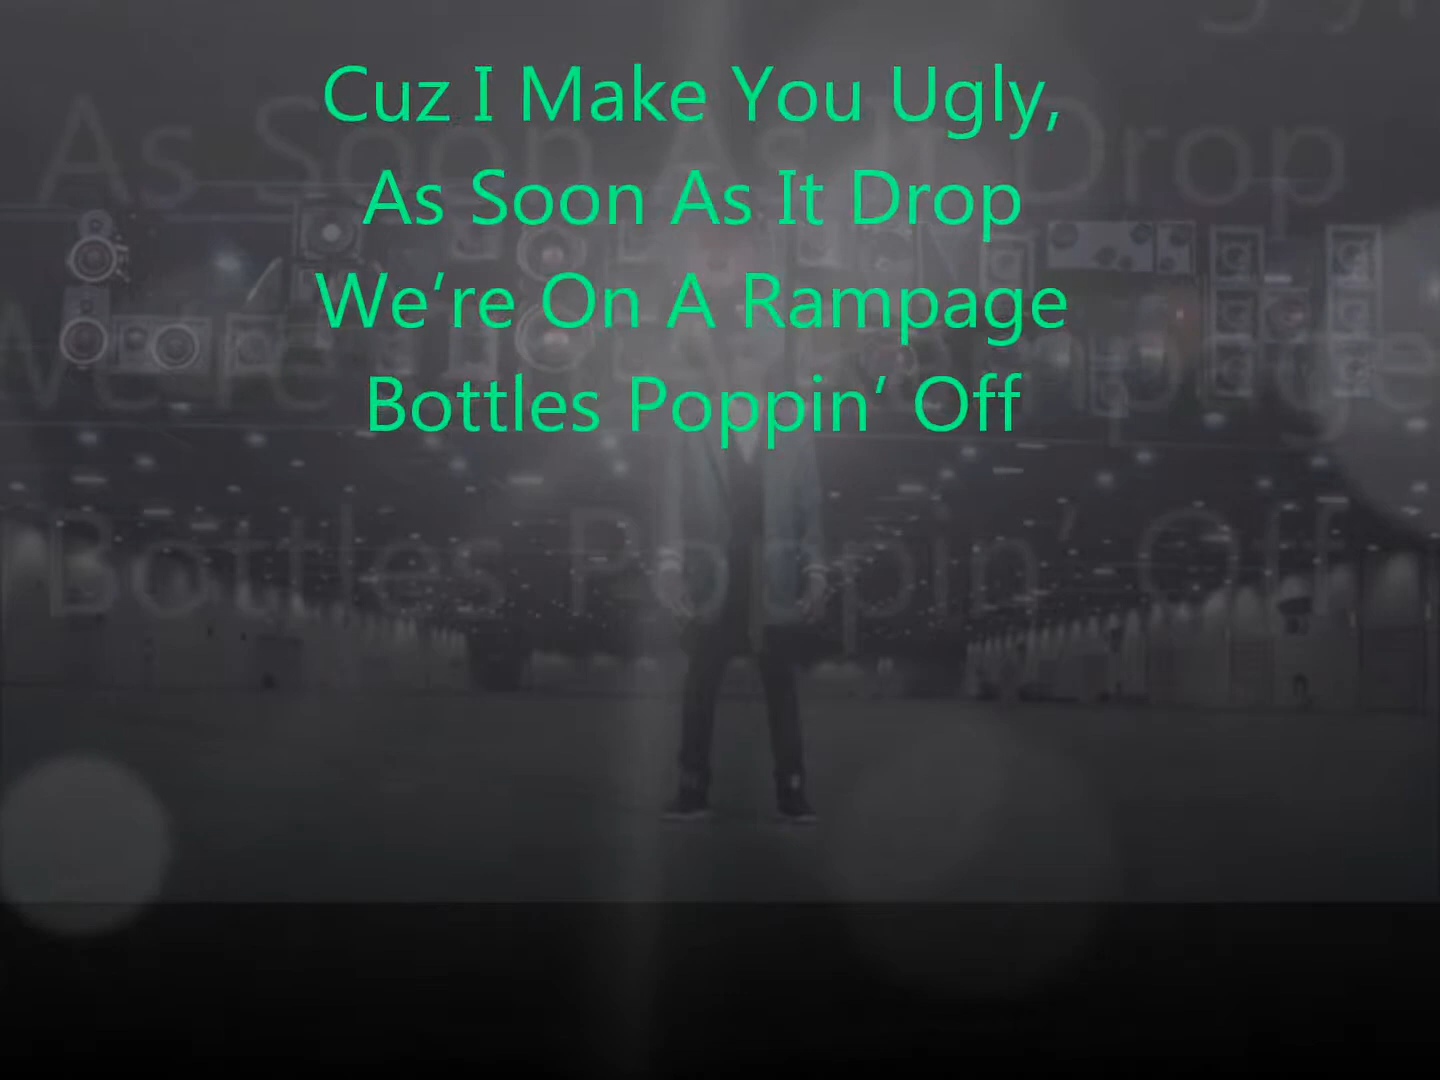 Cuz I Make You Ugly,
As Soon As It Drop
We’re On A Rampage
Bottles Poppin’ Off